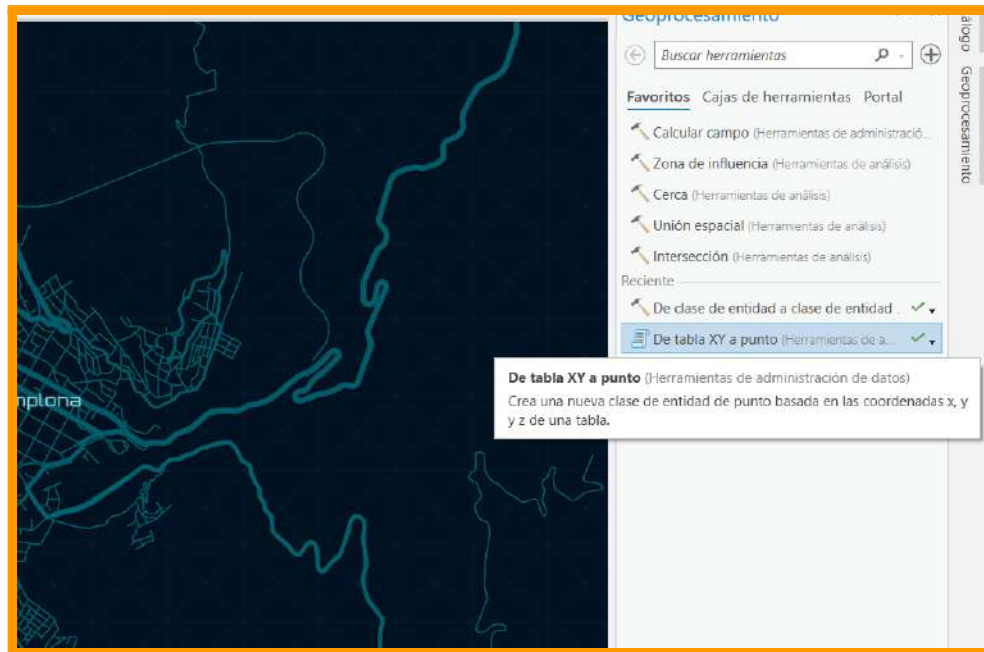 Geoprocesamiento
Buscar herramientas
Favoritos Cajas de herramientas Portal
Calcular campo (Herramientas de administració...
Zona de influencia (Herramientas de análisis)
Cerca (Herramientas de análisis)
Unión espacial (Herramientas de análisis)
Intersección (Herramientas de análisis)
Reciente
De clase de entidad a clase de entidad .
De tabla XY a punto (Herramientas de a...
De tabla XY a punto (Herramientas de administración de datos)
Crea una nueva clase de entidad de punto basada en las coordenadas x, y
y z de una tabla.
mplona
álogo
Geoprocesamiento